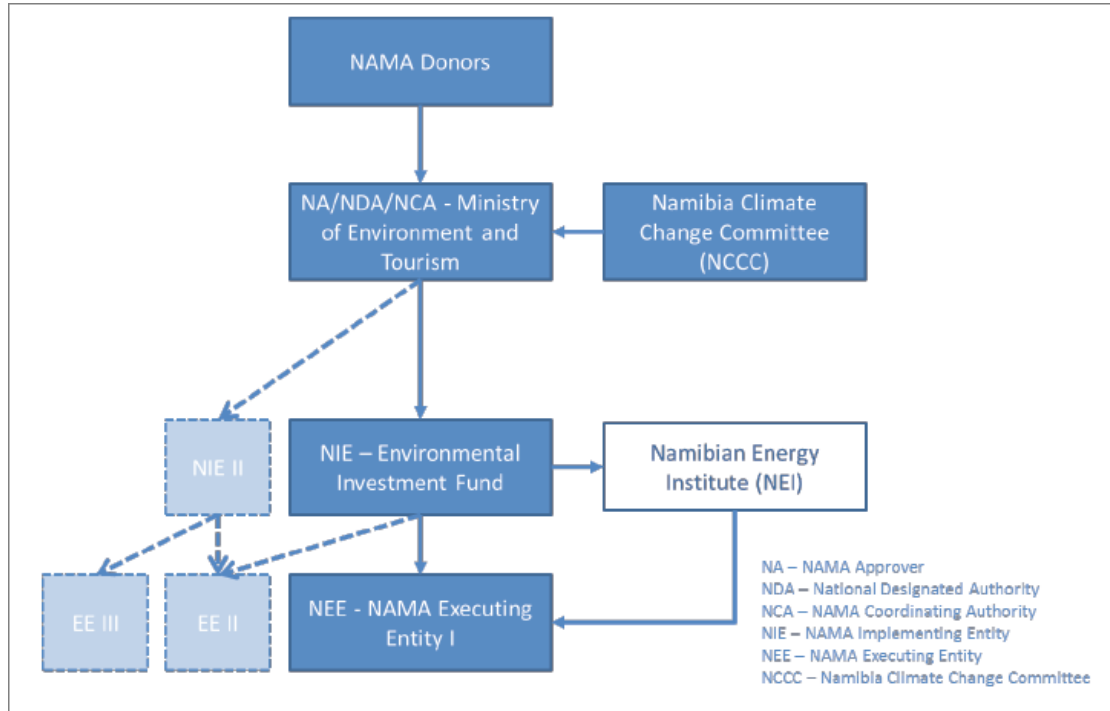 NAMA Donors
NA/NDA/NCA - Ministry
of Environment and
Tourism
Namibia Climate
Change Committee
(NCCC)
NIE II
NIE – Environmental
Investment Fund
Namibian Energy
Institute (NEI)
EE III
EE II
NEE - NAMA Executing
Entity I
NA – NAMA Approver
NDA – National Designated Authority
NCA – NAMA Coordinating Authority
NIE – NAMA Implementing Entity
NEE – NAMA Executing Entity
NCCC – Namibia Climate Change Committee